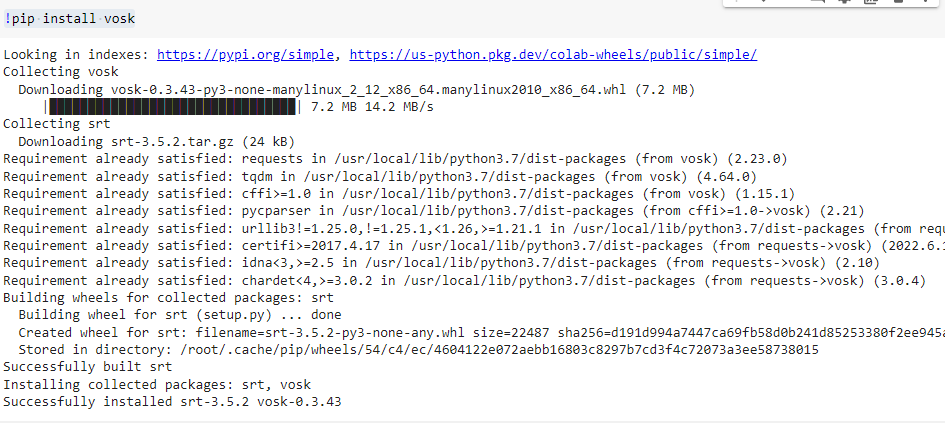 !pip install vosk
Looking in indexes: https://pypi.org/simple, https://us-python.pkg.dev/colab-wheels/public/simple/
Collecting vosk
Downloading vosk-0.3.43-py3-none-manylinux_2_12_x86_64.manylinux2010_x86_64.whl (7.2 MB)
|████████████████████████████████| 7.2 MB 14.2 MB/s
Collecting srt
Downloading srt-3.5.2.tar.gz (24 kB)
Requirement already satisfied: requests in /usr/local/lib/python3.7/dist-packages (from vosk) (2.23.0)
Requirement already satisfied: tqdm in /usr/local/lib/python3.7/dist-packages (from vosk) (4.64.0)
Requirement already satisfied: cffi>=1.0 in /usr/local/lib/python3.7/dist-packages (from vosk) (1.15.1)
Requirement already satisfied: pycparser in /usr/local/lib/python3.7/dist-packages (from cffi>=1.0->vosk) (2.21)
Requirement already satisfied: urllib3!=1.25.0,!=1.25.1,<1.26,>=1.21.1 in /usr/local/lib/python3.7/dist-packages (from requ
Requirement already satisfied: certifi>=2017.4.17 in /usr/local/lib/python3.7/dist-packages (from requests->vosk) (2022.6.1
Requirement already satisfied: idna<3,>=2.5 in /usr/local/lib/python3.7/dist-packages (from requests->vosk) (2.10)
Requirement already satisfied: chardet<4,>=3.0.2 in /usr/local/lib/python3.7/dist-packages (from requests->vosk) (3.0.4)
Building wheels for collected packages: srt
Building wheel for srt (setup.py) ... done
Created wheel for srt: filename=srt-3.5.2-py3-none-any.whl size=22487 sha256=d191d994a7447ca69fb58d0b241d85253380f2ee945a
Stored in directory: /root/.cache/pip/wheels/54/c4/ec/4604122e072aebb16803c8297b7cd3f4c72073a3ee58738015
Successfully built srt
Installing collected packages: srt, vosk
Successfully installed srt-3.5.2 vosk-0.3.43